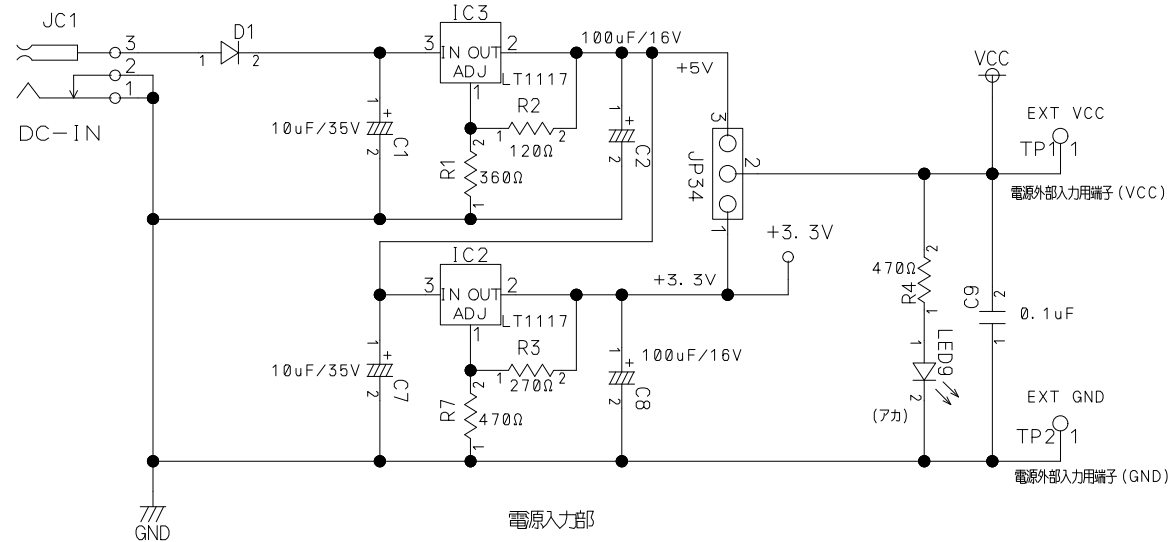 JC1
3
2
1
DC-IN
D1
1 2
IC3
3 IN OUT 2
ADJ
LT1117
1
100uF/16V
+5V
10uF/35V
1
+
2
C1
R2
1 2
120Ω
2
R1
360Ω
1
1
+
2
C2
3
2
JP34
1
VCC
EXT VCC
TP1 1
電源外部入力用端子(VCC)
+3.3V
IC2
3 IN OUT 2
ADJ
LT1117
1
+3.3V
10uF/35V
1
+
2
C7
R3
1 2
270Ω
2
R7
470Ω
1
100uF/16V
1
+
2
C8
470Ω
2
R4
1
LED9
1
2
(アカ)
C9
2
0.1uF
1
EXT GND
TP2 1
電源外部入力用端子(GND)
GND
電源入力部